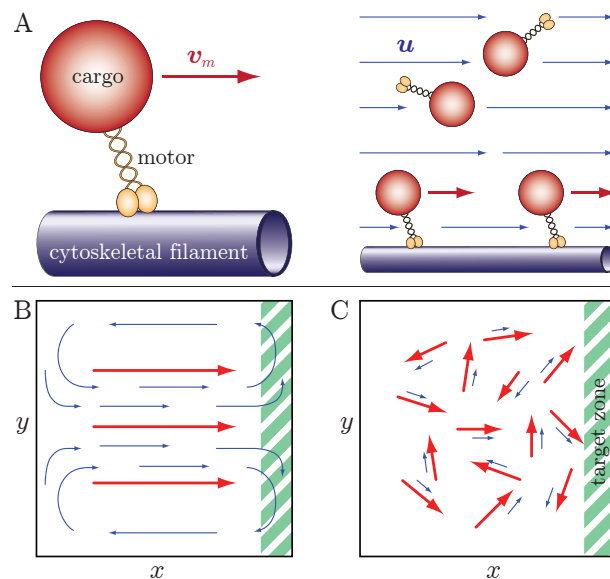 A
cargo
v_m
motor
cytoskeletal filament
u
B
y
x
C
y
x
target zone